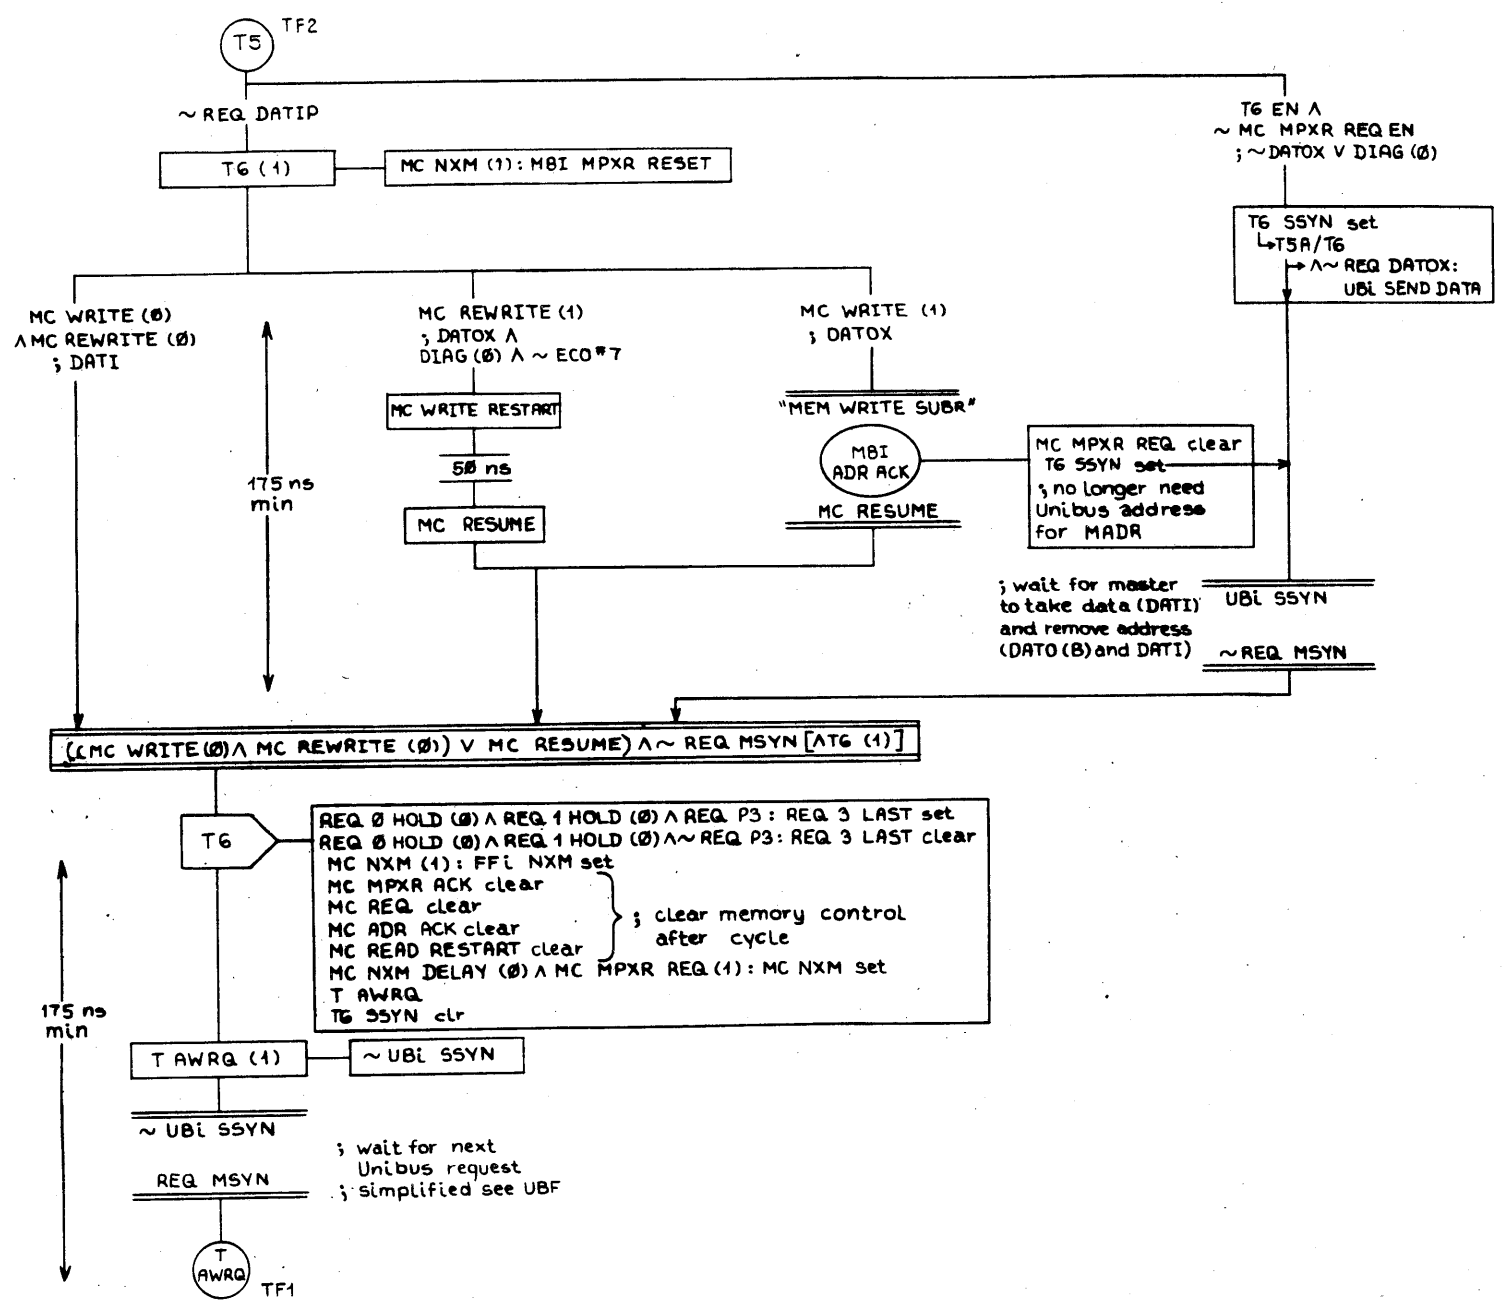 T5
TF2
~ REQ DATIP
T6 (1)
MC NXM (1): MBI MPXR RESET
T6 EN ∧
~ MC MPXR REQ EN
; ~DATOX ∨ DIAG (Ø)
T6 SSYN set
↳T5A/T6
→ ∧~ REQ DATOX:
UBi SEND DATA
MC WRITE (Ø)
∧ MC REWRITE (Ø)
; DATI
175 ns
min
MC REWRITE (1)
; DATOX ∧
DIAG (Ø) ∧ ~ ECO#7
MC WRITE RESTART
5Ø ns
MC RESUME
MC WRITE (1)
; DATOX
"MEM WRITE SUBR"
MBI
ADR ACK
MC RESUME
MC MPXR REQ clear
T6 SSYN set
; no longer need
Unibus address
for MADR
; wait for master
to take data (DATI)
and remove address
(DATO (B) and DATI)
UBi SSYN
~ REQ MSYN
((MC WRITE (Ø) ∧ MC REWRITE (Ø)) ∨ MC RESUME) ∧ ~ REQ MSYN [∧T6 (1)]
T6
REQ Ø HOLD (Ø) ∧ REQ 1 HOLD (Ø) ∧ REQ P3: REQ 3 LAST set
REQ Ø HOLD (Ø) ∧ REQ 1 HOLD (Ø) ∧~ REQ P3: REQ 3 LAST clear
MC NXM (1): FFi NXM set
MC MPXR ACK clear
MC REQ clear
MC ADR ACK clear
MC READ RESTART clear
; clear memory control
after cycle
MC NXM DELAY (Ø) ∧ MC MPXR REQ (1): MC NXM set
T AWRQ
T6 SSYN clr
175 ns
min
T AWRQ (1)
~ UBi SSYN
~ UBi SSYN
REQ MSYN
; wait for next
Unibus request
; simplified see UBF
T
AWRQ
TF1